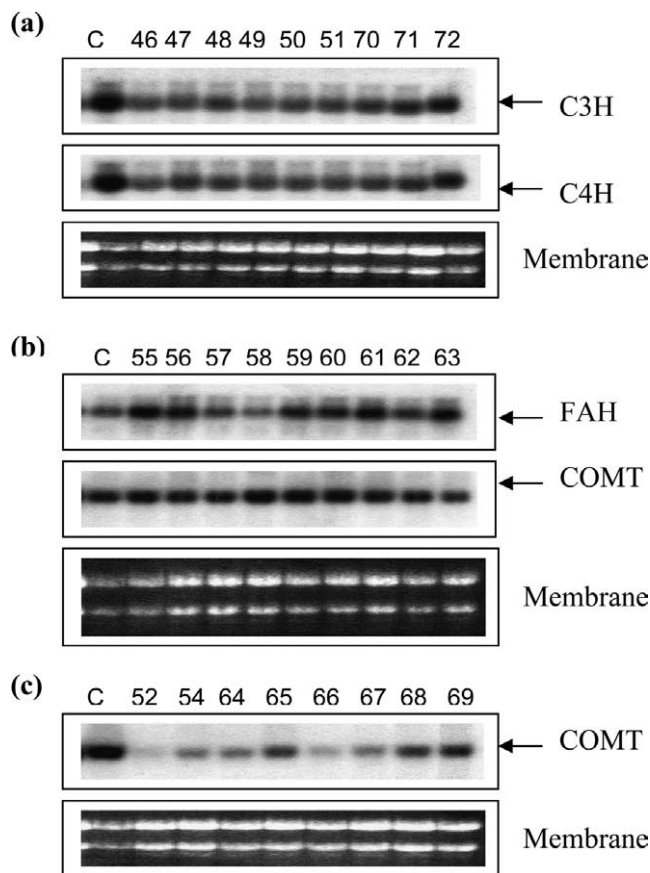 (a)
C 46 47 48 49 50 51 70 71 72
C3H
C4H
Membrane
(b)
C 55 56 57 58 59 60 61 62 63
FAH
COMT
Membrane
(c)
C 52 54 64 65 66 67 68 69
COMT
Membrane